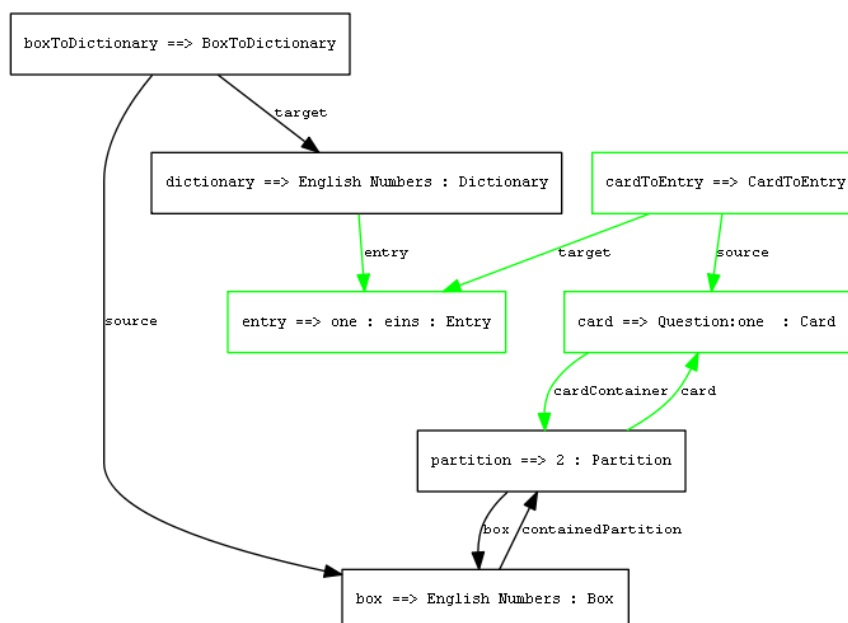 boxToDictionary ==> BoxToDictionary
target
dictionary ==> English Numbers : Dictionary
cardToEntry ==> CardToEntry
entry
target
source
entry ==> one : eins : Entry
card ==> Question:one  : Card
source
cardContainer
card
partition ==> 2 : Partition
box
containedPartition
box ==> English Numbers : Box